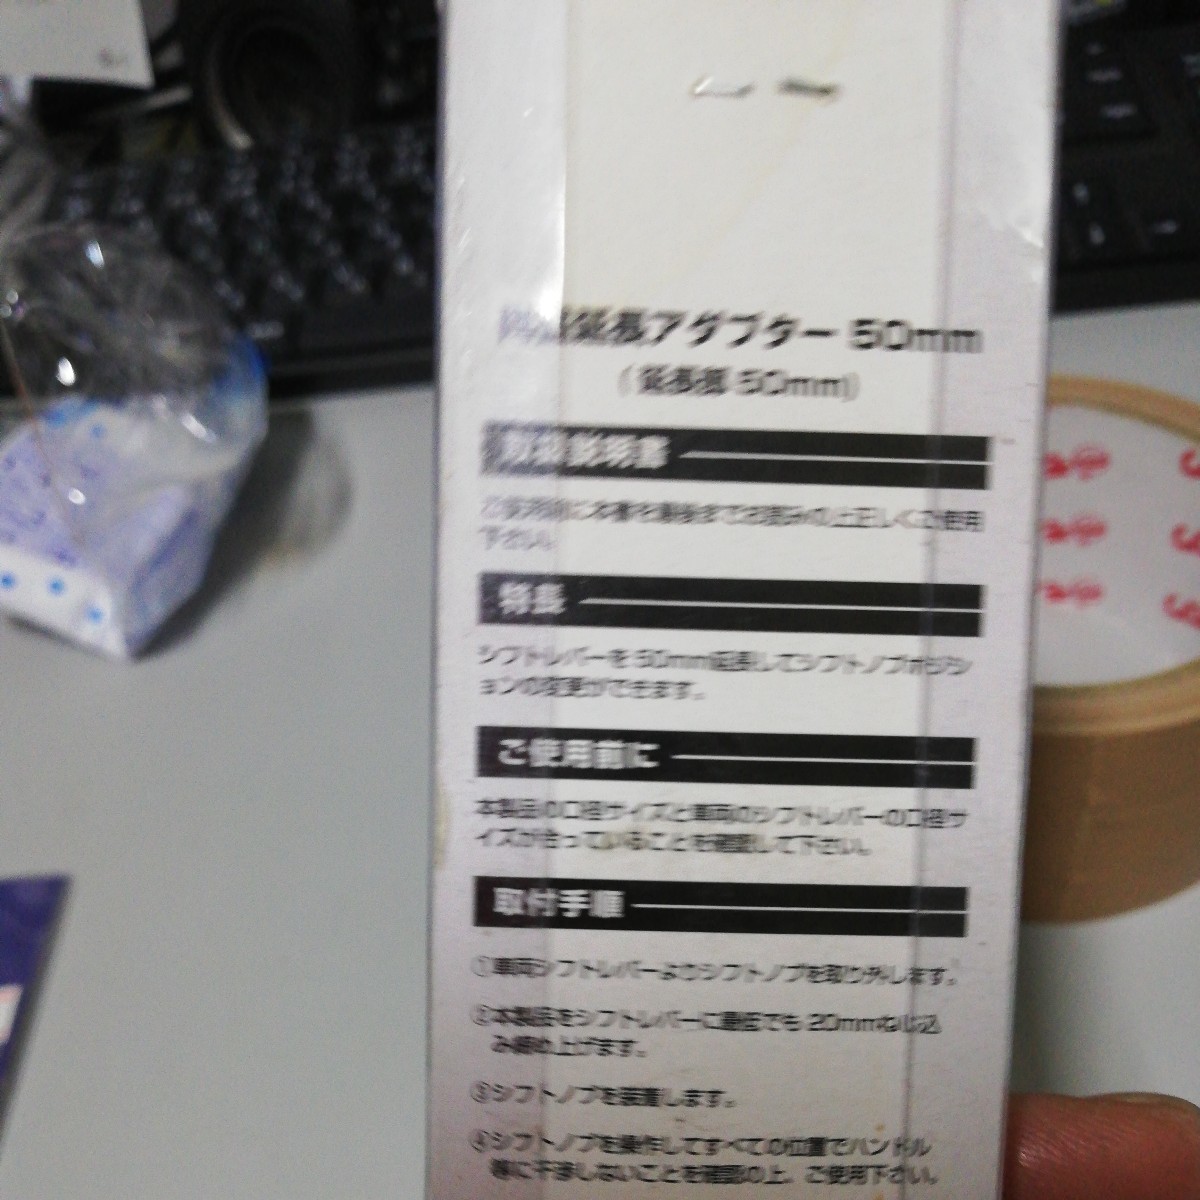 口径延長アダプター 50mm
(延長部 50mm)
取扱説明書
ご使用前に本書を最後までお読みの上正しくご使用
下さい。
特長
シフトレバーを50mm延長してシフトノブポジシ
ョンの変更ができます。
ご使用前に
本製品の口径サイズと車両のシフトレバーの口径サ
イズが合っていることを確認して下さい。
取付手順
①車両シフトレバーよりシフトノブを取り外します。
②本製品をシフトレバーに最低でも20mmねじ込
み締め上げます。
③シフトノブを装着します。
④シフトノブを操作してすべての位置でハンドル
等に干渉しないことを確認の上、ご使用下さい。